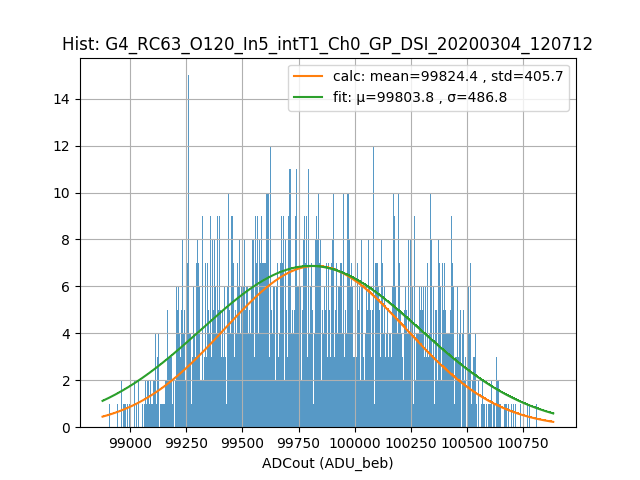 Hist: G4_RC63_O120_In5_intT1_Ch0_GP_DSI_20200304_120712
calc: mean=99824.4 , std=405.7
fit: μ=99803.8 , σ=486.8
14
12
10
8
6
4
2
0
99000 99250 99500 99750 100000 100250 100500 100750
ADCout (ADU_beb)